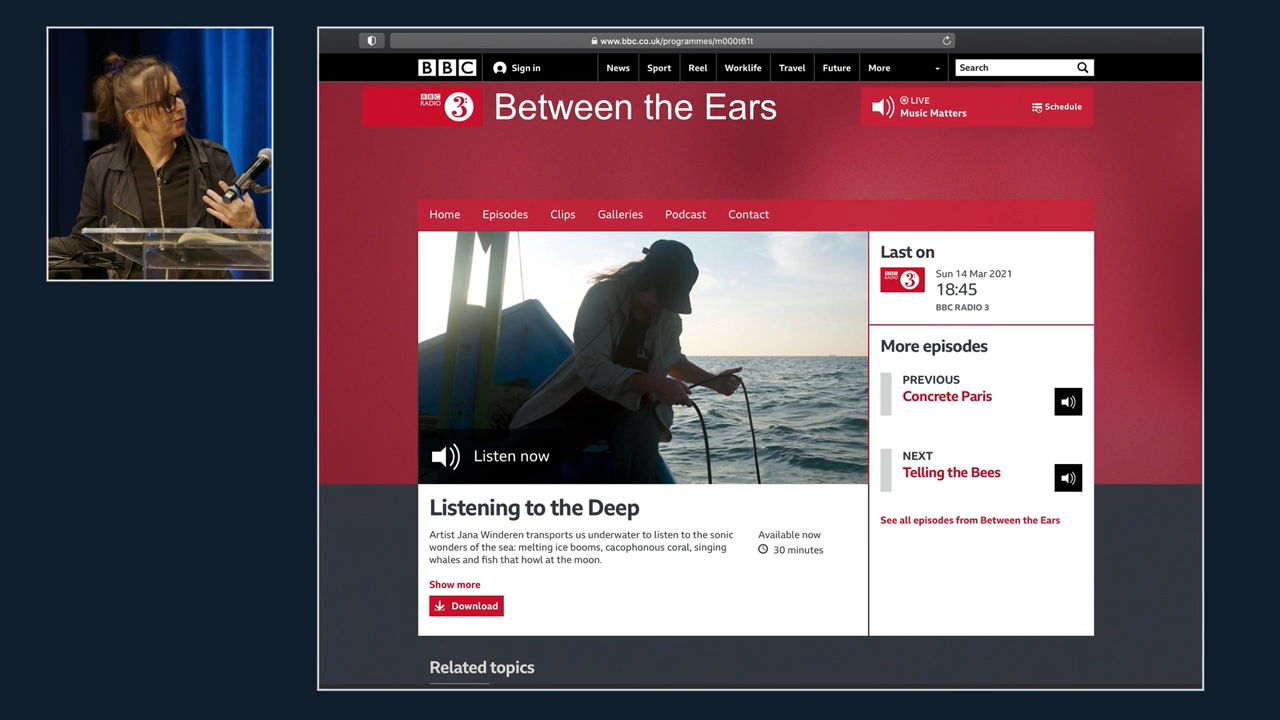 www.bbc.co.uk/programmes/m000t61t
BBC Sign in News Sport Reel Worklife Travel Future More Search
BBC RADIO 3 Between the Ears LIVE Music Matters Schedule
Home Episodes Clips Galleries Podcast Contact
Listen now
Listening to the Deep
Artist Jana Winderen transports us underwater to listen to the sonic
wonders of the sea: melting ice booms, cacophonous coral, singing
whales and fish that howl at the moon.
Show more
Download
Available now
30 minutes
Last on
BBC RADIO 3
Sun 14 Mar 2021
18:45
BBC RADIO 3
More episodes
PREVIOUS
Concrete Paris
NEXT
Telling the Bees
See all episodes from Between the Ears
Related topics